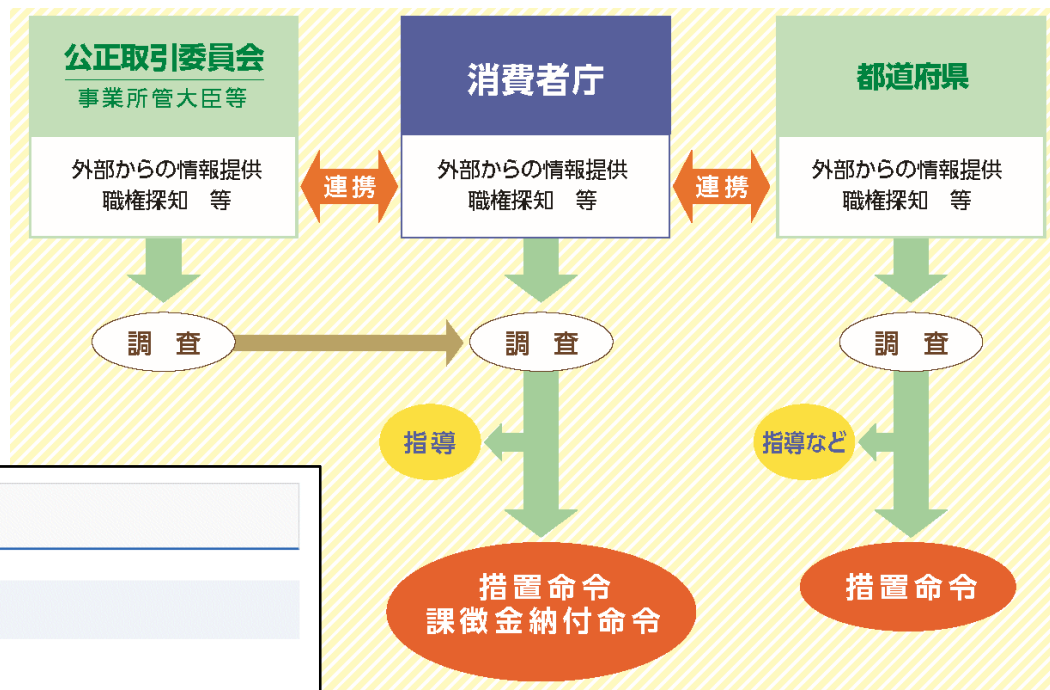 公正取引委員会
事業所管大臣等
外部からの情報提供
職権探知 等
連携
消費者庁
外部からの情報提供
職権探知 等
連携
都道府県
外部からの情報提供
職権探知 等
調査
調査
調査
指導
指導など
措置命令
課徴金納付命令
措置命令